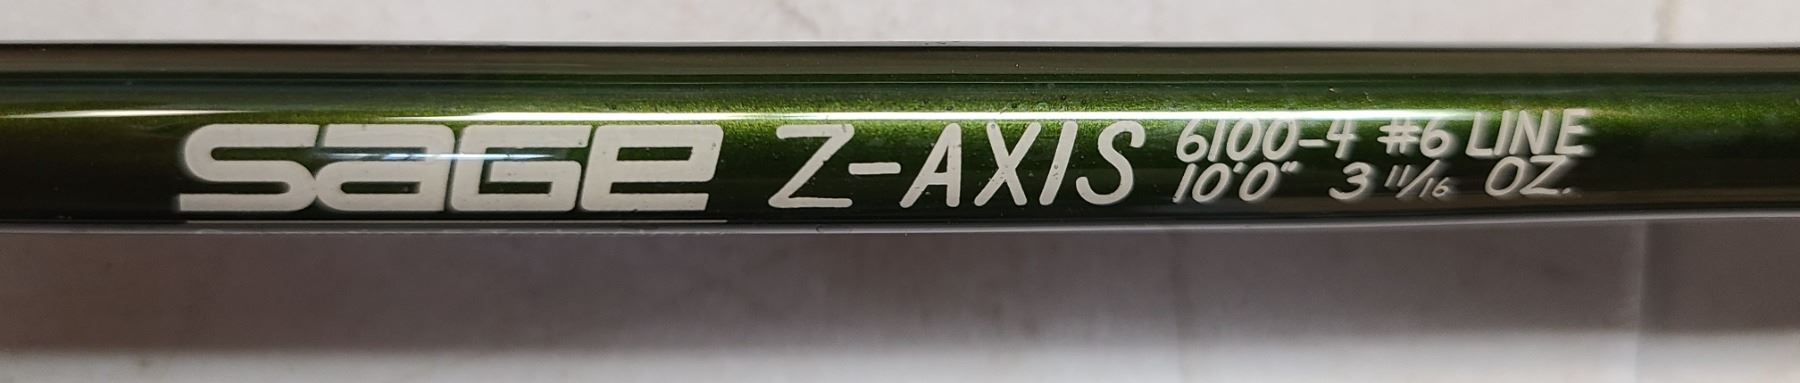 SAGE Z-AXIS 6100-4 #6 LINE
10'0" 3 11/16 OZ.